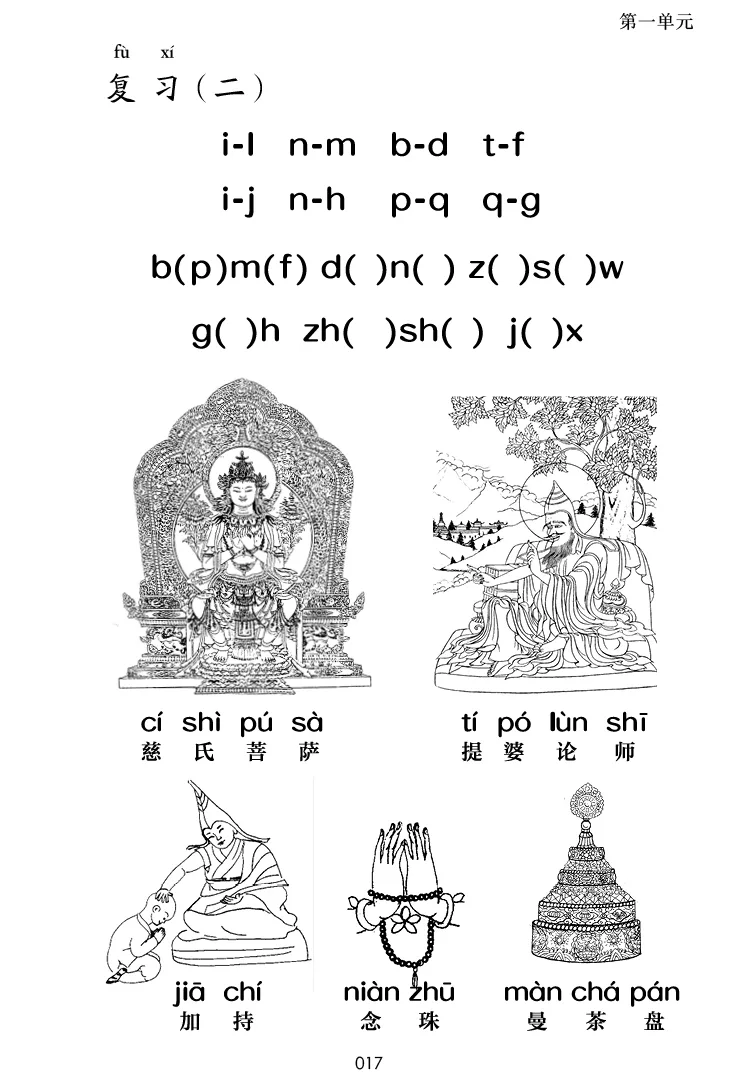 第一单元
fù xí
复 习（二）
i-l n-m b-d t-f
i-j n-h p-q q-g
b(p)m(f) d( )n( ) z( )s( )w
g( )h zh( )sh( ) j( )x
cí shì pú sà
慈 氏 菩 萨
tí pó lùn shī
提 婆 论 师
jiā chí
加 持
niàn zhū
念 珠
màn chá pán
曼 茶 盘
017